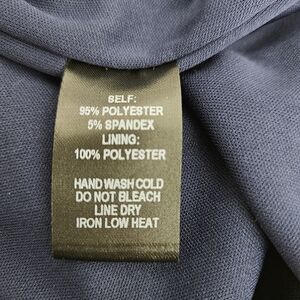 SELF:
95% POLYESTER
5% SPANDEX
LINING:
100% POLYESTER
HAND WASH COLD
DO NOT BLEACH
LINE DRY
IRON LOW HEAT